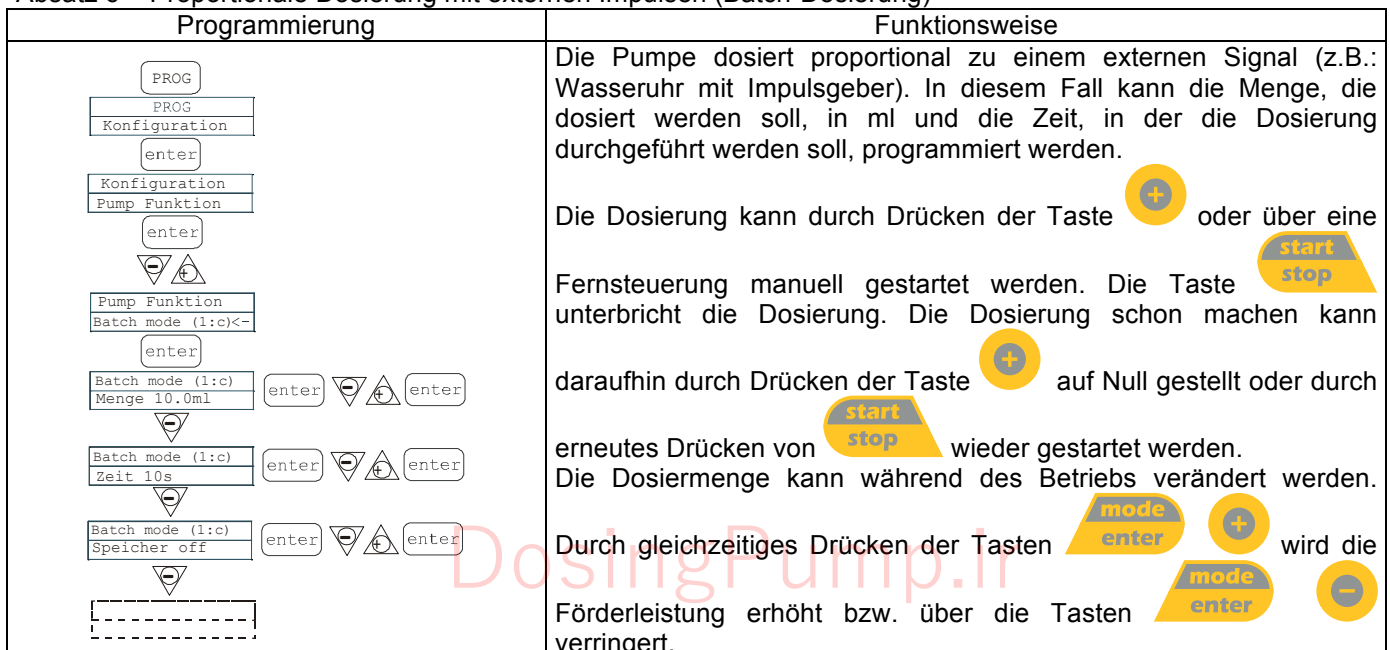 Absatz 6 – Proportionale Dosierung mit externen Impulsen (Batch-Dosierung)
Programmierung
Funktionsweise
PROG
PROG
Konfiguration
enter
Konfiguration
Pump Funktion
enter
Pump Funktion
Batch mode (1:c)<-
enter
Batch mode (1:c)
Menge 10.0ml
enter enter
Batch mode (1:c)
Zeit 10s
enter enter
Batch mode (1:c)
Speicher off
enter enter
Die Pumpe dosiert proportional zu einem externen Signal (z.B.:
Wasseruhr mit Impulsgeber). In diesem Fall kann die Menge, die
dosiert werden soll, in ml und die Zeit, in der die Dosierung
durchgeführt werden soll, programmiert werden.
Die Dosierung kann durch Drücken der Taste + oder über eine
Fernsteuerung manuell gestartet werden. Die Taste start stop
unterbricht die Dosierung. Die Dosierung schon machen kann
daraufhin durch Drücken der Taste + auf Null gestellt oder durch
erneutes Drücken von start stop wieder gestartet werden.
Die Dosiermenge kann während des Betriebs verändert werden.
Durch gleichzeitiges Drücken der Tasten mode enter + wird die
Förderleistung erhöht bzw. über die Tasten mode enter -
verringert.
DosingPump.ir